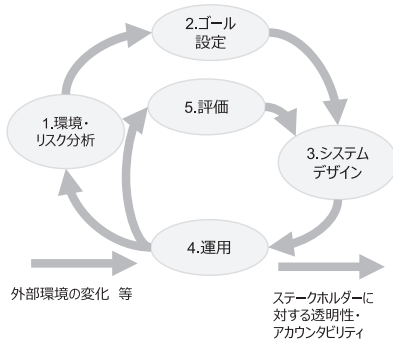 2.ゴール
設定
5.評価
1.環境・
リスク分析
3.システム
デザイン
4.運用
外部環境の変化 等
ステークホルダーに
対する透明性・
アカウンタビリティ